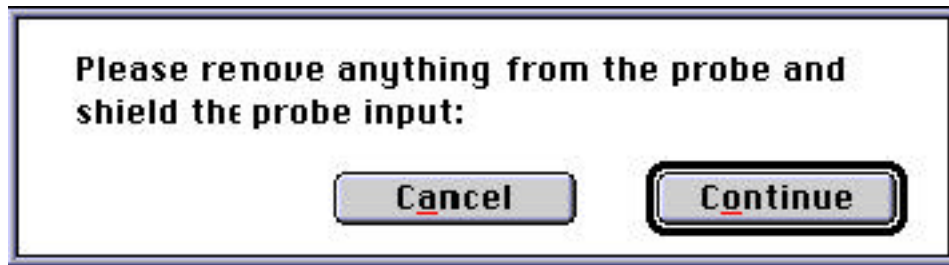 Please renove anything from the probe and
shield the probe input:
Cancel
Continue